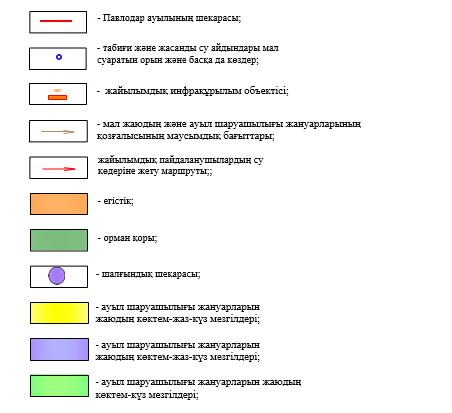 - Павлодар ауылының шекарасы;
- табиғи және жасанды су айдындары мал
суаратын орын және басқа да көздер;
- жайылымдық инфрақұрылым объектісі;
- мал жаюдың және ауыл шаруашылығы жануарларының
қозғалысының маусымдық бағыттары;
жайылымдық пайдаланушылардың су
көдеріне жету маршруты;;
- егістік;
- орман қоры;
- шалғындық шекарасы;
- ауыл шаруашылығы жануарларын
жаюдың көктем-жаз-күз мезгілдері;
- ауыл шаруашылығы жануарларын
жаюдың көктем-жаз-күз мезгілдері;
- ауыл шаруашылығы жануарларын жаюдың
көктем-күз мезгілдері;